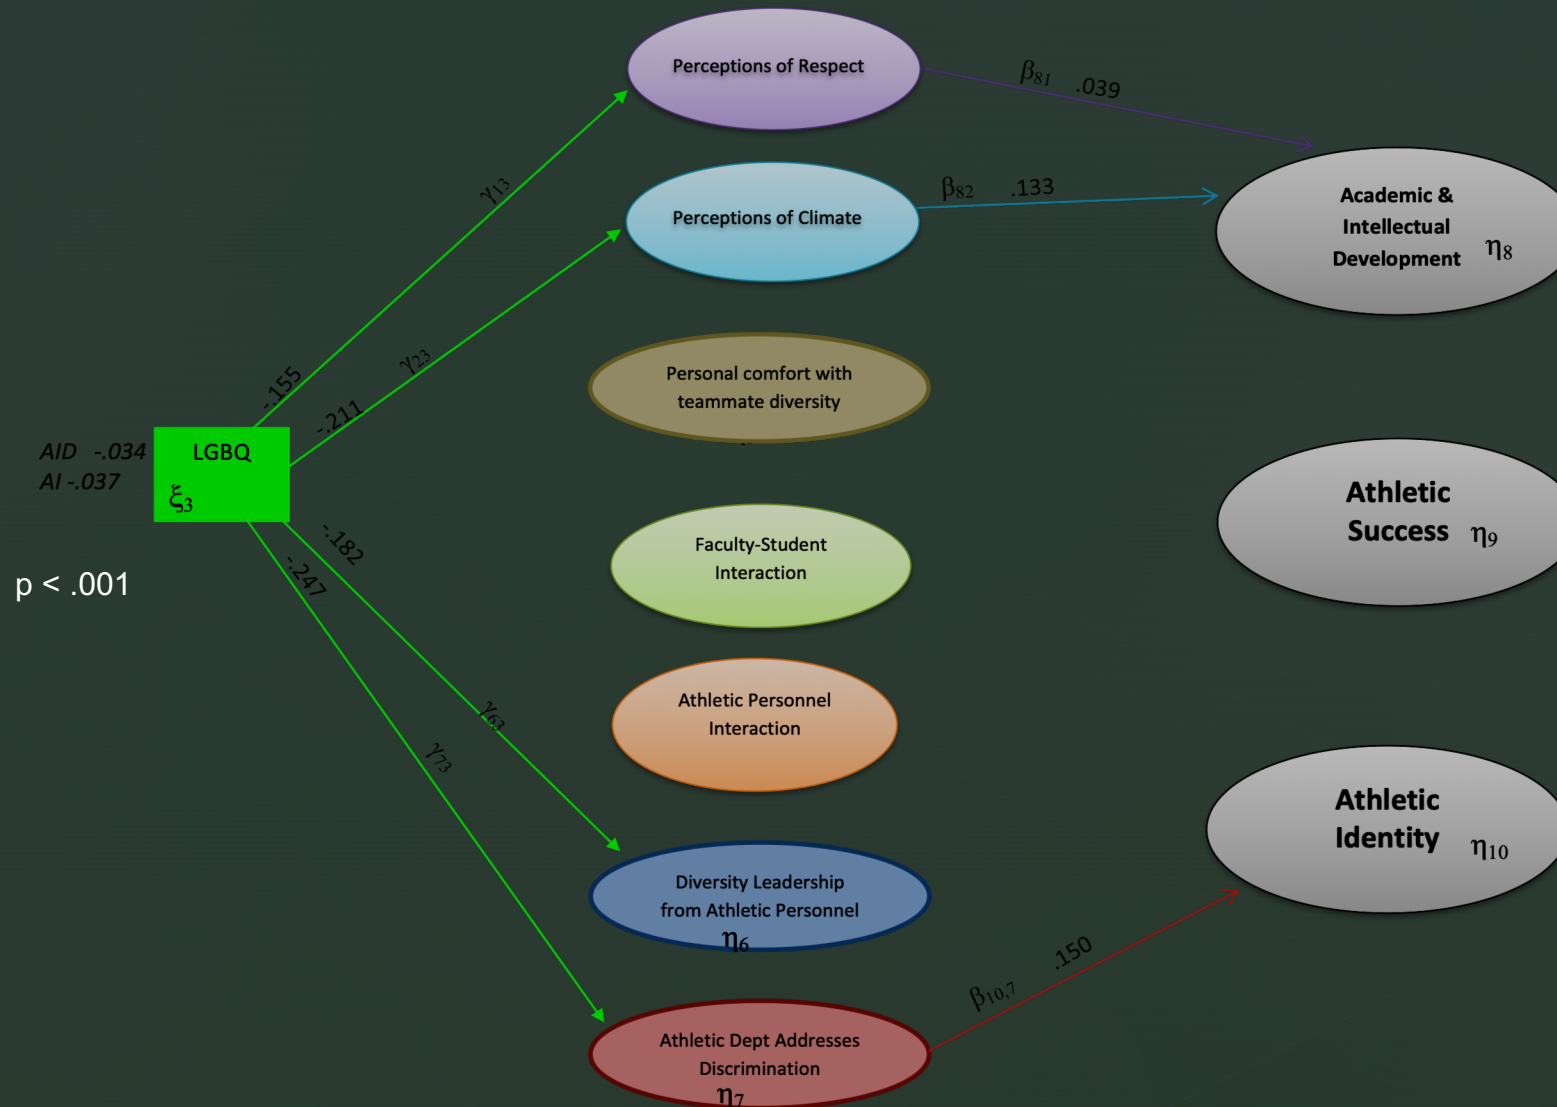 Perceptions of Respect
β81 .039
γ13
Perceptions of Climate
β82 .133
Academic &
Intellectual
Development η8
γ23
-.155
-.211
Personal comfort with
teammate diversity
AID -.034
AI -.037
LGBQ
ξ3
Athletic
Success η9
-.182
-.247
p < .001
Faculty-Student
Interaction
Athletic Personnel
Interaction
γ63
γ73
Athletic
Identity η10
Diversity Leadership
from Athletic Personnel
η6
β10,7 .150
Athletic Dept Addresses
Discrimination
η7